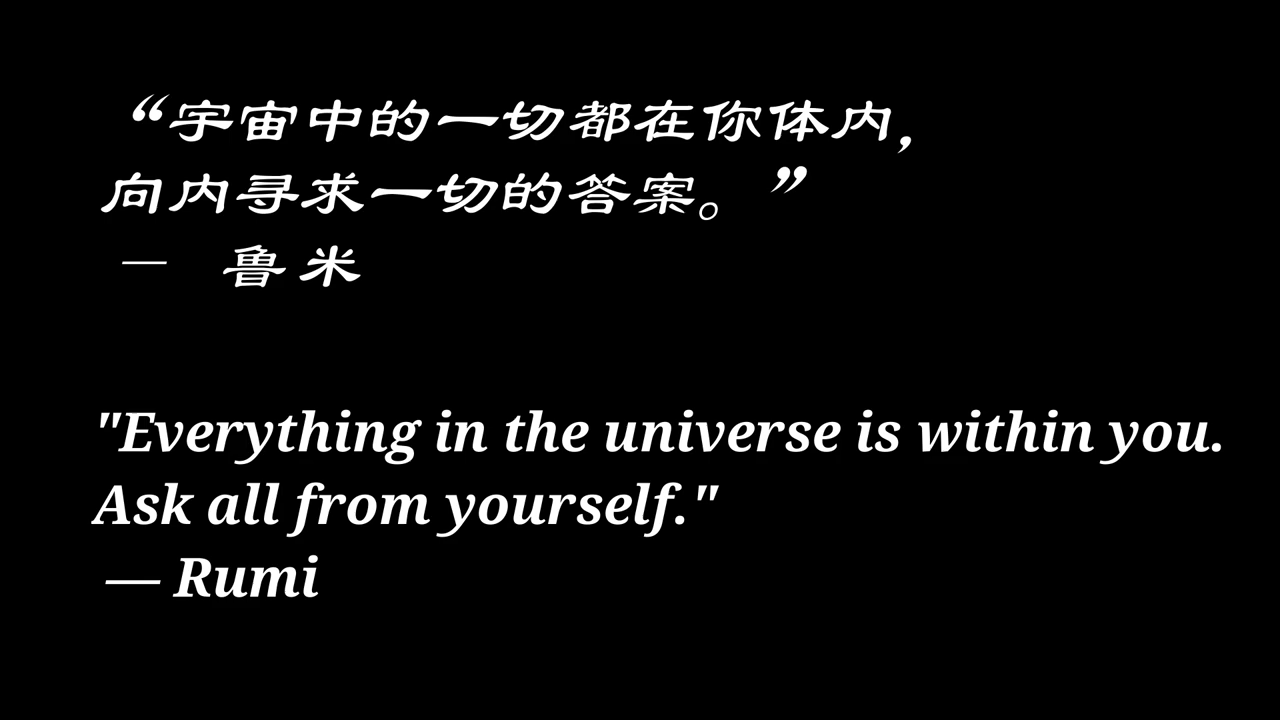 “宇宙中的一切都在你体内，
向内寻求一切的答案。”
— 鲁米
"Everything in the universe is within you.
Ask all from yourself."
— Rumi